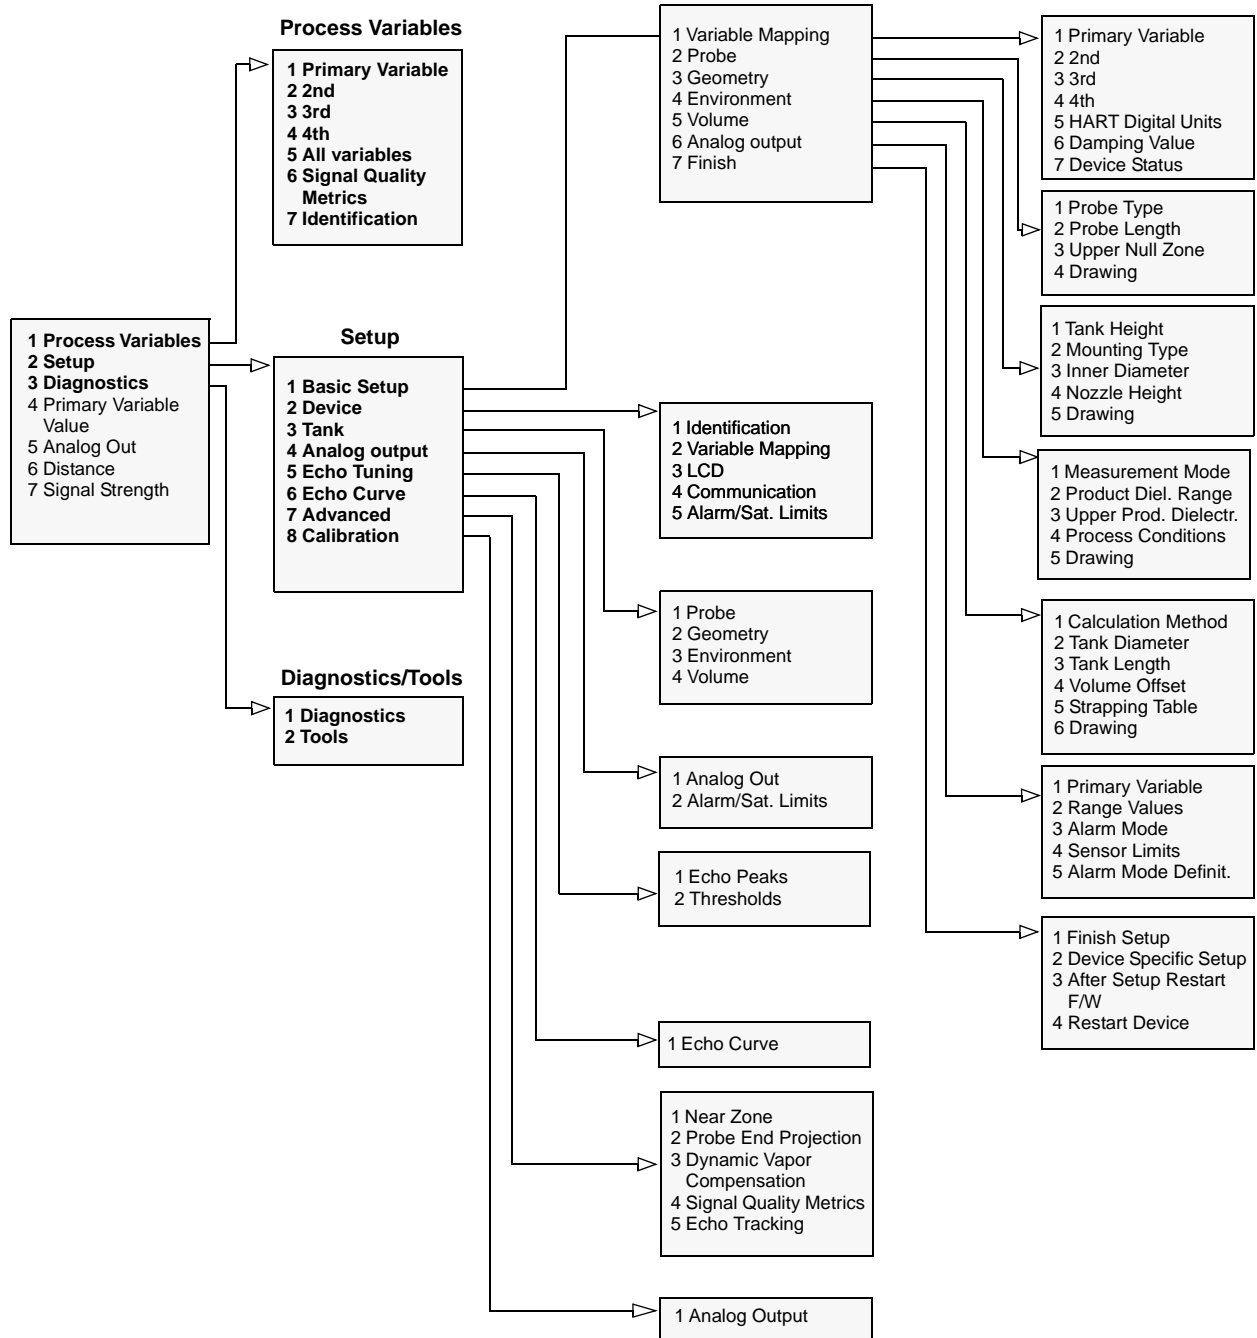 1 Process Variables
2 Setup
3 Diagnostics
4 Primary Variable
Value
5 Analog Out
6 Distance
7 Signal Strength
Process Variables
1 Primary Variable
2 2nd
3 3rd
4 4th
5 All variables
6 Signal Quality
Metrics
7 Identification
Setup
1 Basic Setup
2 Device
3 Tank
4 Analog output
5 Echo Tuning
6 Echo Curve
7 Advanced
8 Calibration
Diagnostics/Tools
1 Diagnostics
2 Tools
1 Variable Mapping
2 Probe
3 Geometry
4 Environment
5 Volume
6 Analog output
7 Finish
1 Identification
2 Variable Mapping
3 LCD
4 Communication
5 Alarm/Sat. Limits
1 Probe
2 Geometry
3 Environment
4 Volume
1 Analog Out
2 Alarm/Sat. Limits
1 Echo Peaks
2 Thresholds
1 Echo Curve
1 Near Zone
2 Probe End Projection
3 Dynamic Vapor
Compensation
4 Signal Quality Metrics
5 Echo Tracking
1 Analog Output
1 Primary Variable
2 2nd
3 3rd
4 4th
5 HART Digital Units
6 Damping Value
7 Device Status
1 Probe Type
2 Probe Length
3 Upper Null Zone
4 Drawing
1 Tank Height
2 Mounting Type
3 Inner Diameter
4 Nozzle Height
5 Drawing
1 Measurement Mode
2 Product Diel. Range
3 Upper Prod. Dielectr.
4 Process Conditions
5 Drawing
1 Calculation Method
2 Tank Diameter
3 Tank Length
4 Volume Offset
5 Strapping Table
6 Drawing
1 Primary Variable
2 Range Values
3 Alarm Mode
4 Sensor Limits
5 Alarm Mode Definit.
1 Finish Setup
2 Device Specific Setup
3 After Setup Restart
F/W
4 Restart Device